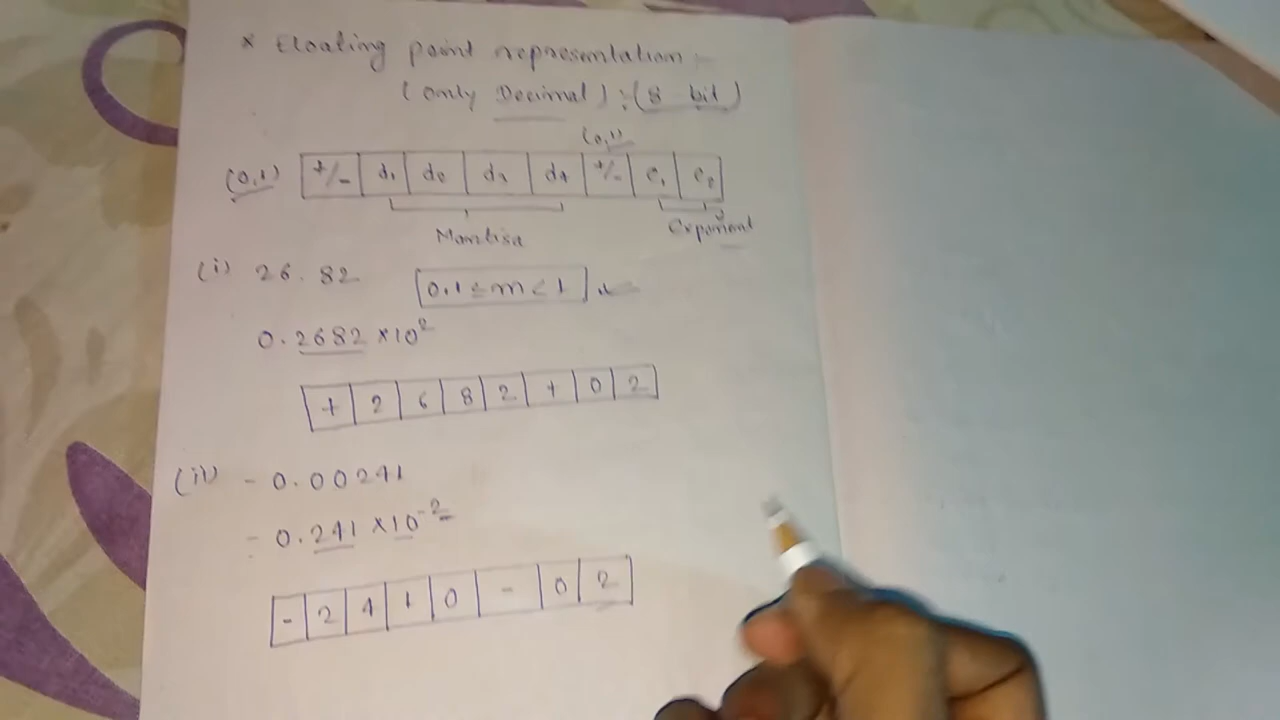 * Floating point representation :-
(only Decimal) : (8 bit)
(0,1)
(0,1) +/- d₁ d₂ d₃ d₄ +/- e₁ e₂
Mantisa Exponent
(i) 26.82 0.1 ≤ m < 1
0.2682 × 10²
+ 2 6 8 2 + 0 2
(ii) - 0.00241
- 0.241 × 10⁻²
- 2 4 1 0 - 0 2